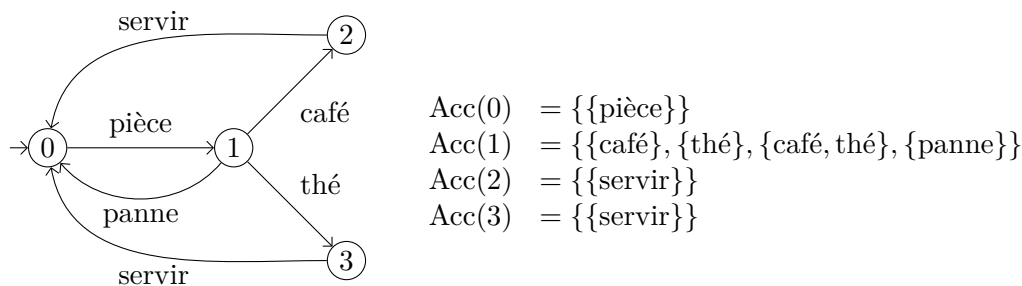 servir
2
café
pièce
0
1
thé
panne
3
servir
Acc(0) = {{pièce}}
Acc(1) = {{café}, {thé}, {café, thé}, {panne}}
Acc(2) = {{servir}}
Acc(3) = {{servir}}